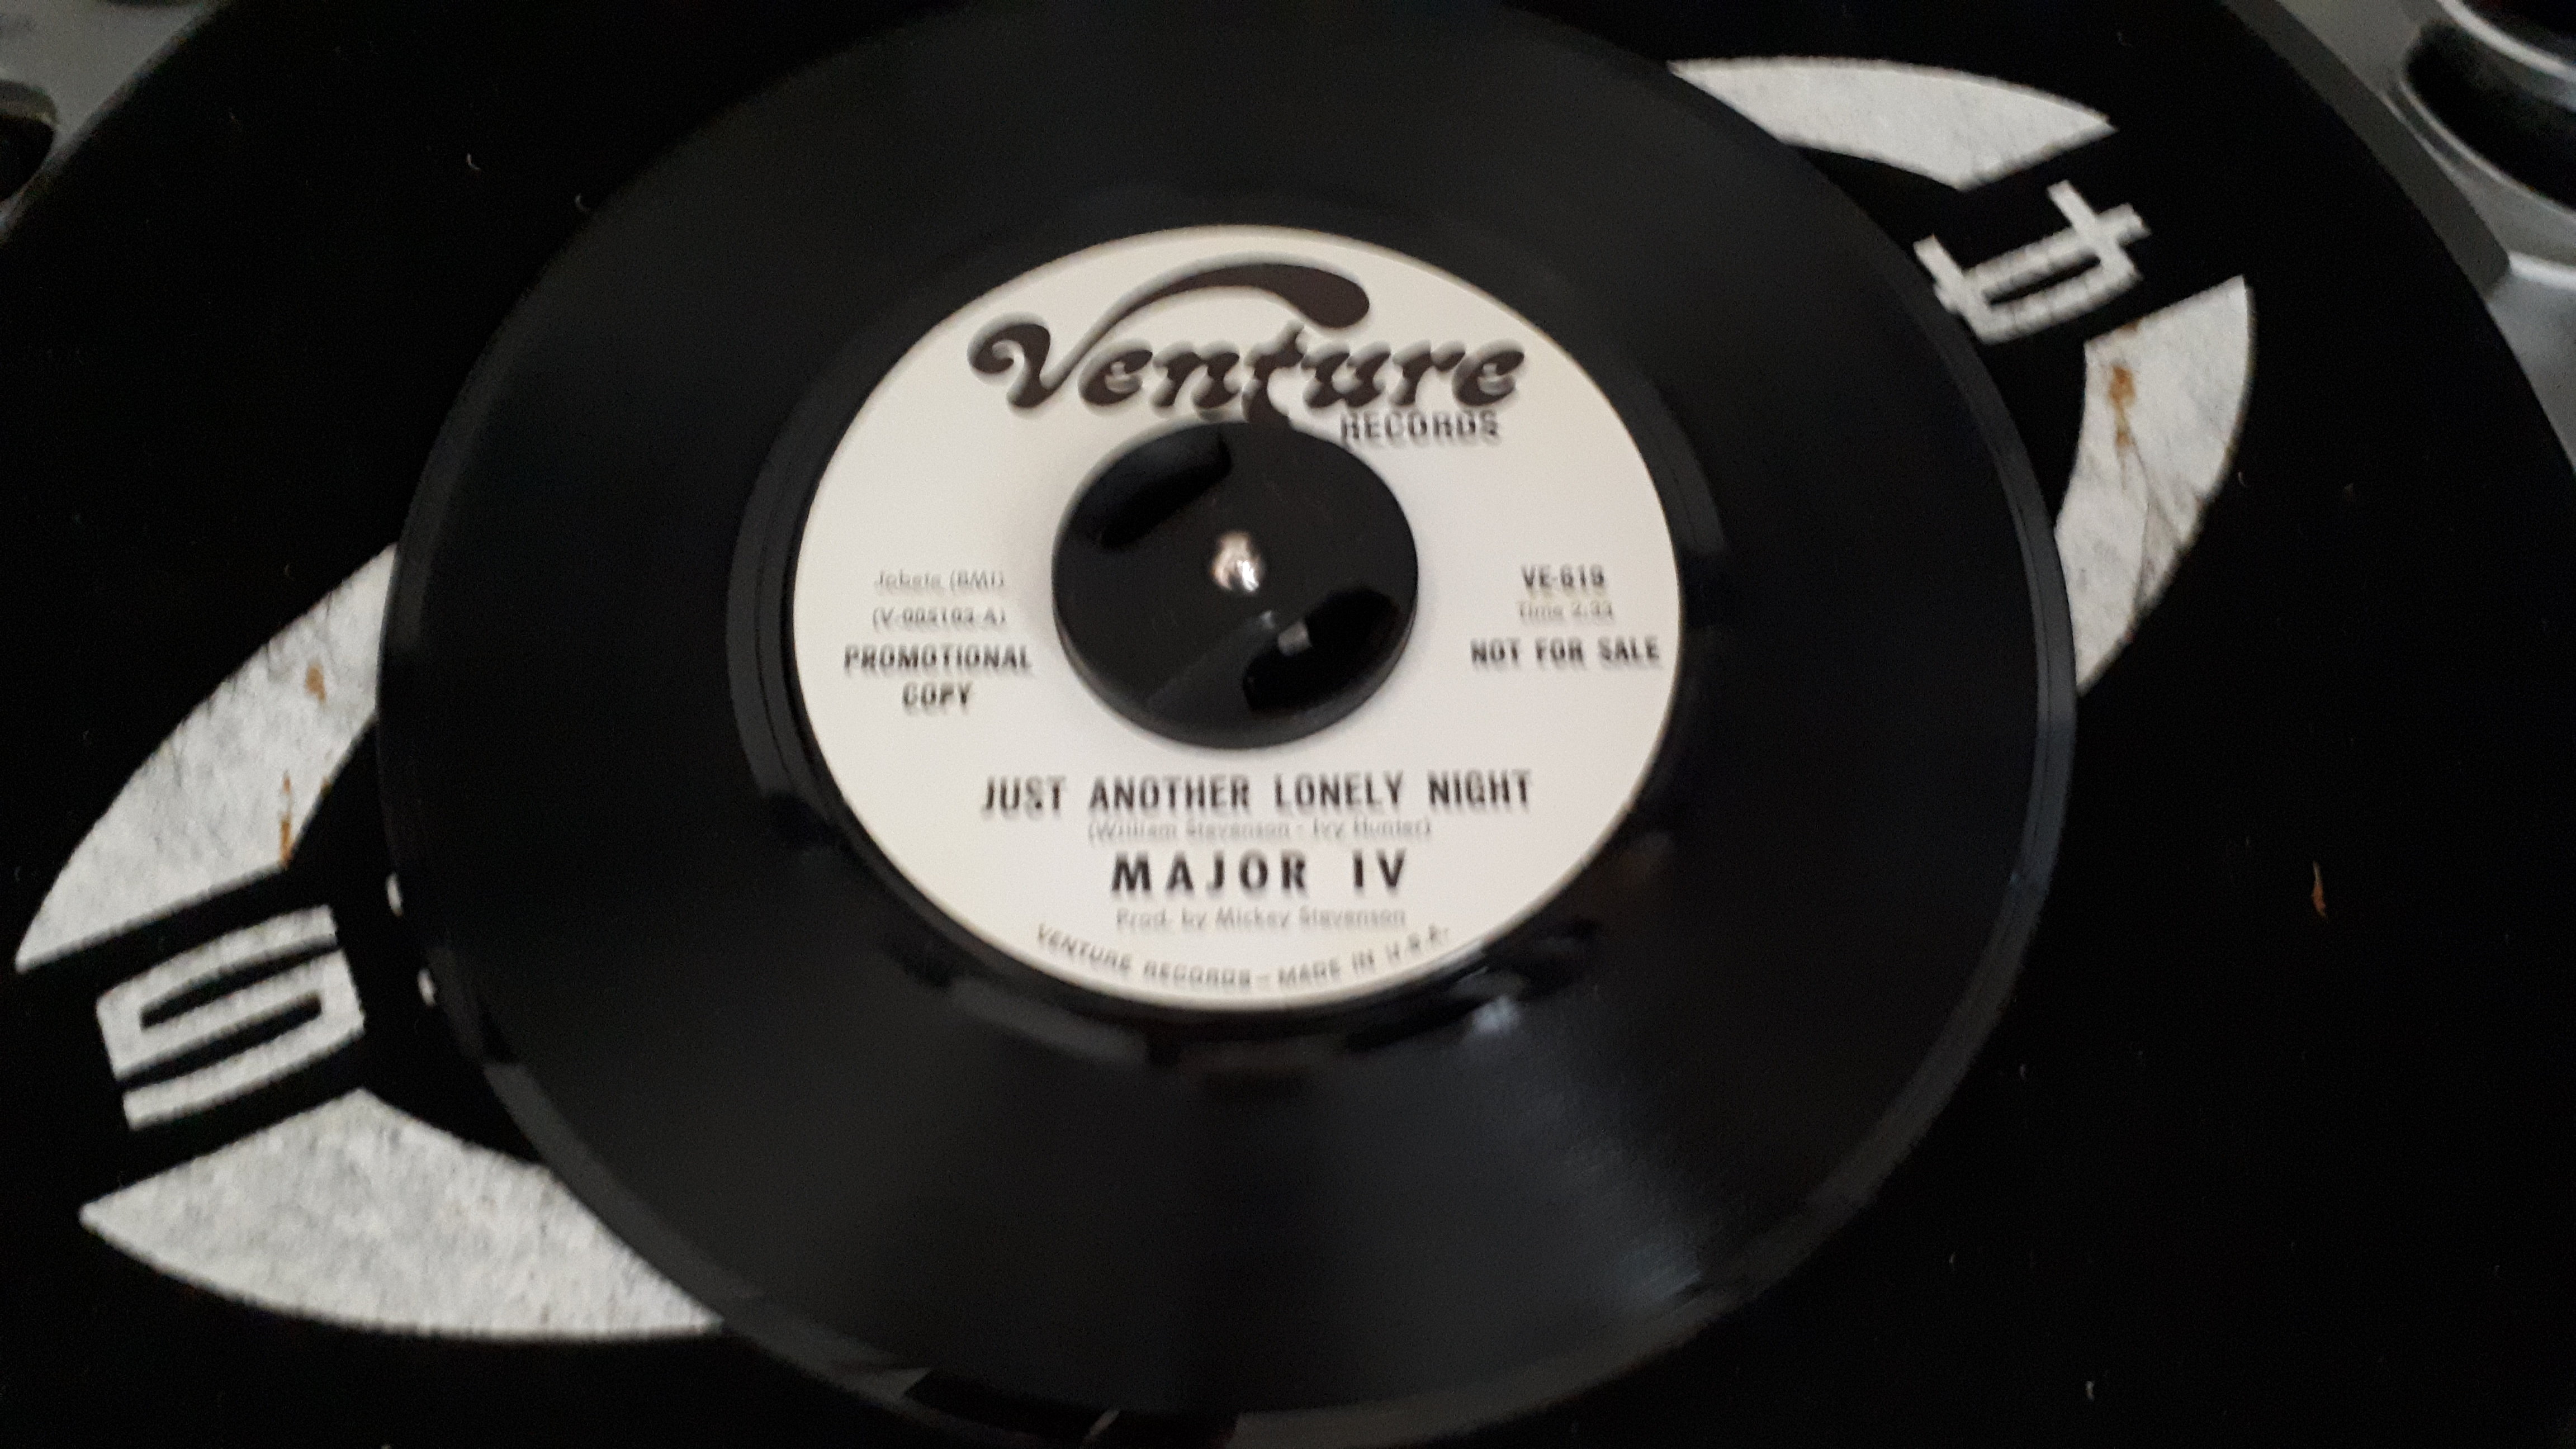 Venture
RECORDS
Jobete (BMI)
PROMOTIONAL
COPY
VE-619
NOT FOR SALE
JUST ANOTHER LONELY NIGHT
(William Stevenson - Ivy Hunter)
MAJOR IV
Prod. by Mickey Stevenson
VENTURE RECORDS - MADE IN U.S.A.